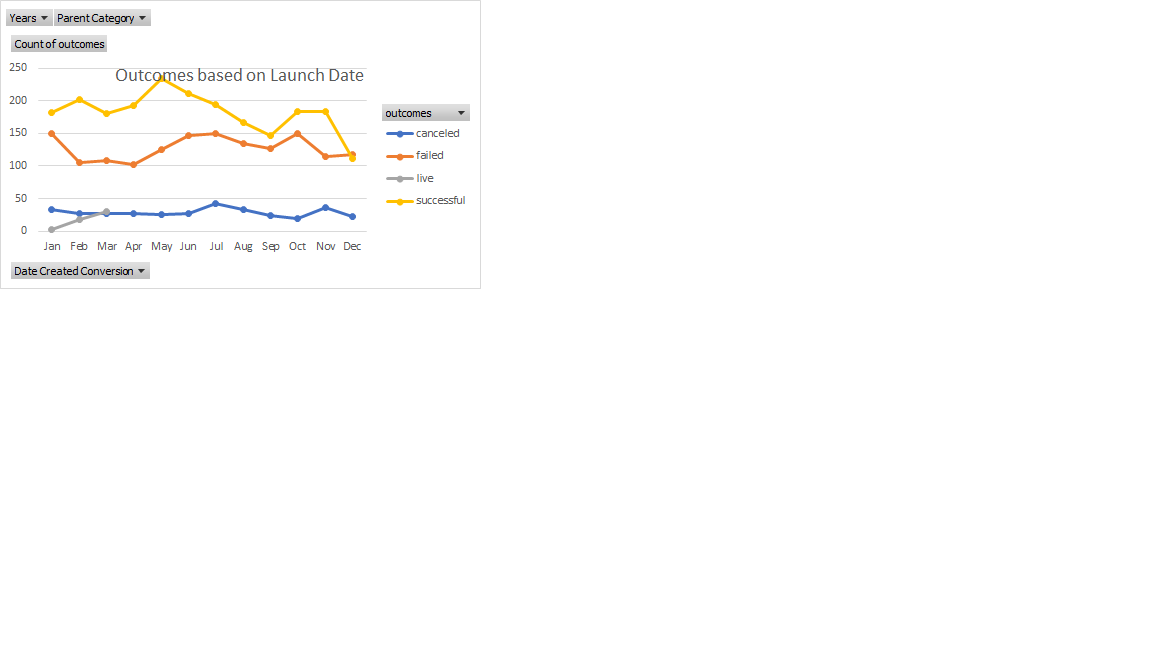 Years Parent Category
Count of outcomes
Outcomes based on Launch Date
250
200
150
100
50
0
Jan Feb Mar Apr May Jun Jul Aug Sep Oct Nov Dec
outcomes
canceled
failed
live
successful
Date Created Conversion